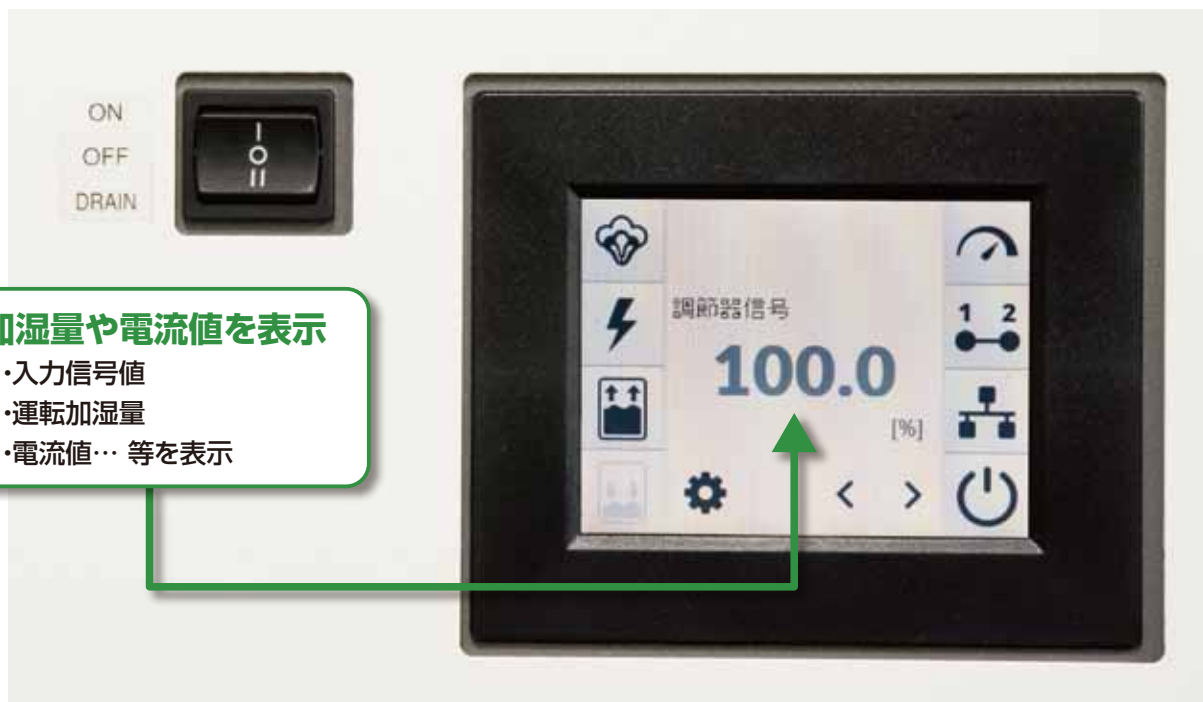 ON
OFF
DRAIN
I
O
II
加湿量や電流値を表示
・入力信号値
・運転加湿量
・電流値… 等を表示
調節器信号
100.0
[%]
1 2